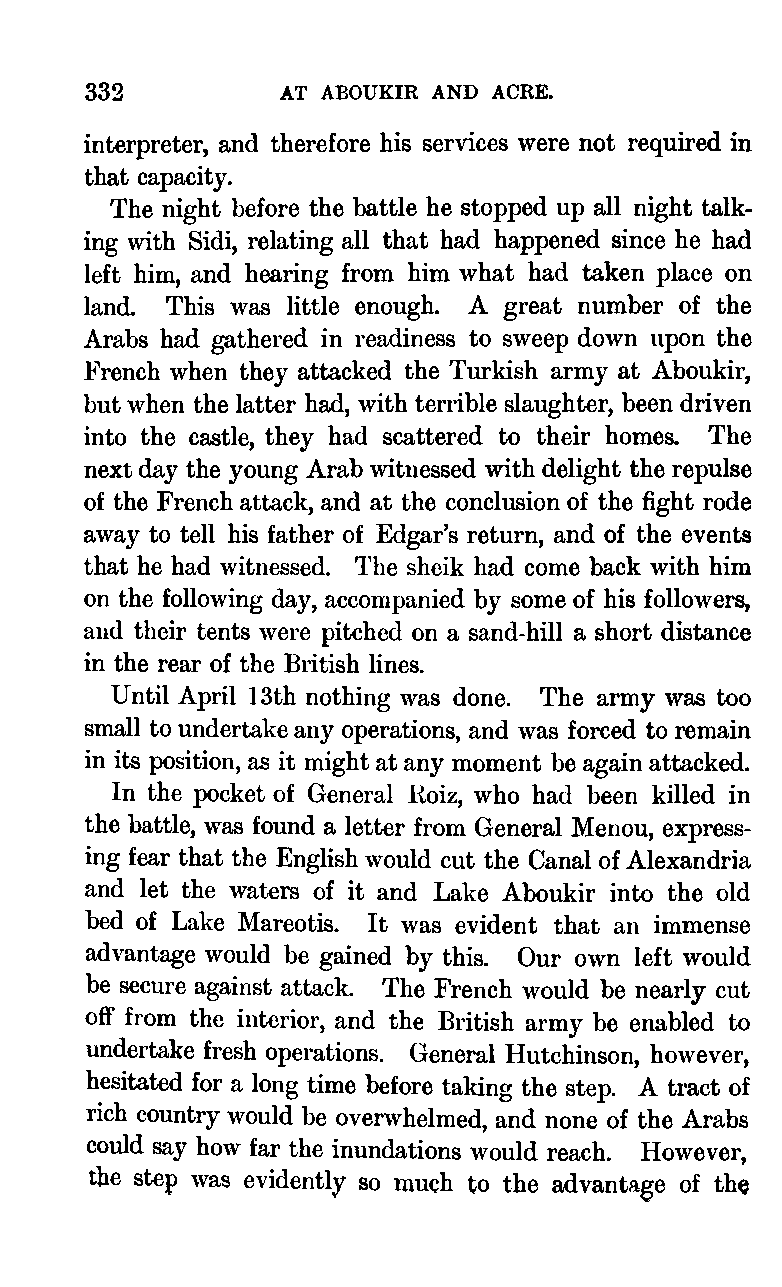 332 AT ABOUKIR AND ACRE.
interpreter, and therefore his services were not required in
that capacity.
The night before the battle he stopped up all night talk-
ing with Sidi, relating all that had happened since he had
left him, and hearing from him what had taken place on
land. This was little enough. A great number of the
Arabs had gathered in readiness to sweep down upon the
French when they attacked the Turkish army at Aboukir,
but when the latter had, with terrible slaughter, been driven
into the castle, they had scattered to their homes. The
next day the young Arab witnessed with delight the repulse
of the French attack, and at the conclusion of the fight rode
away to tell his father of Edgar's return, and of the events
that he had witnessed. The sheik had come back with him
on the following day, accompanied by some of his followers,
and their tents were pitched on a sand-hill a short distance
in the rear of the British lines.
Until April 13th nothing was done. The army was too
small to undertake any operations, and was forced to remain
in its position, as it might at any moment be again attacked.
In the pocket of General Roiz, who had been killed in
the battle, was found a letter from General Menou, express-
ing fear that the English would cut the Canal of Alexandria
and let the waters of it and Lake Aboukir into the old
bed of Lake Mareotis. It was evident that an immense
advantage would be gained by this. Our own left would
be secure against attack. The French would be nearly cut
off from the interior, and the British army be enabled to
undertake fresh operations. General Hutchinson, however,
hesitated for a long time before taking the step. A tract of
rich country would be overwhelmed, and none of the Arabs
could say how far the inundations would reach. However,
the step was evidently so much to the advantage of the